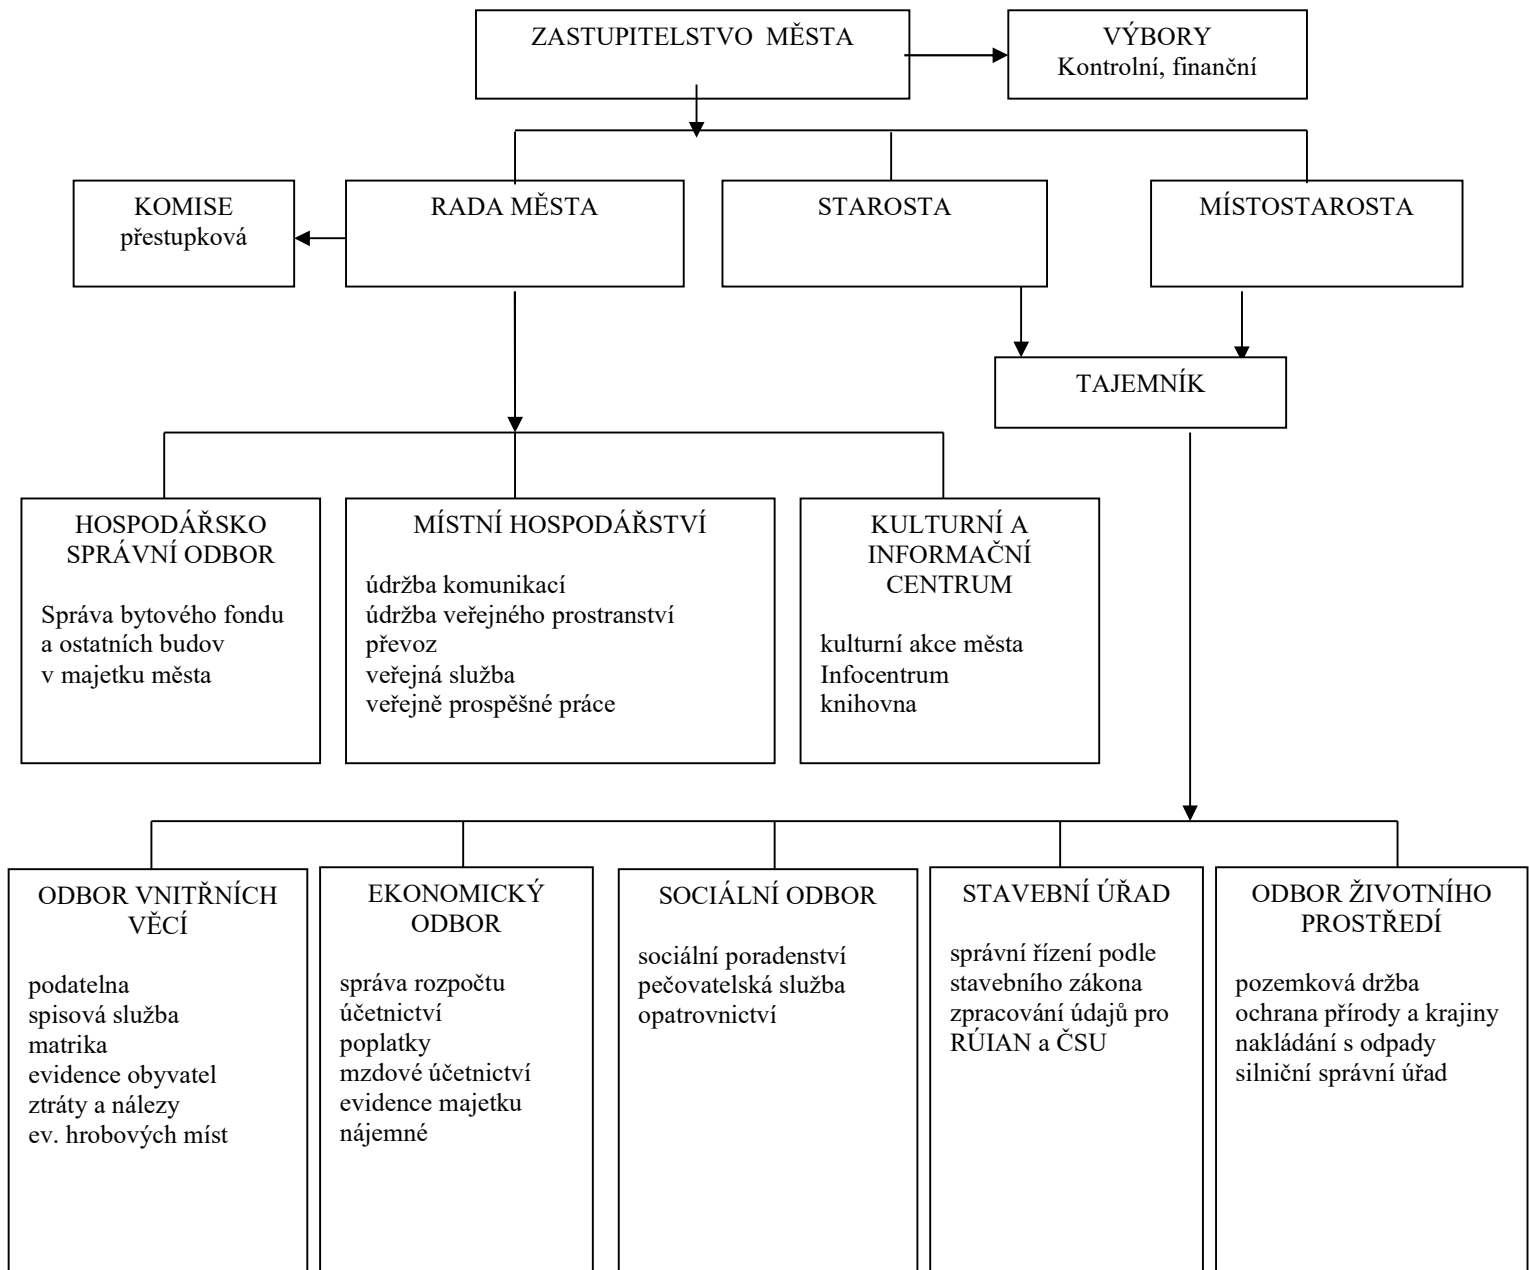 ZASTUPITELSTVO MĚSTA
VÝBORY
Kontrolní, finanční
KOMISE
přestupková
RADA MĚSTA
STAROSTA
MÍSTOSTAROSTA
TAJEMNÍK
HOSPODÁŘSKO
SPRÁVNÍ ODBOR
Správa bytového fondu
a ostatních budov
v majetku města
MÍSTNÍ HOSPODÁŘSTVÍ
údržba komunikací
údržba veřejného prostranství
převoz
veřejná služba
veřejně prospěšné práce
KULTURNÍ A
INFORMAČNÍ
CENTRUM
kulturní akce města
Infocentrum
knihovna
ODBOR VNITŘNÍCH
VĚCÍ
podatelna
spisová služba
matrika
evidence obyvatel
ztráty a nálezy
ev. hrobových míst
EKONOMICKÝ
ODBOR
správa rozpočtu
účetnictví
poplatky
mzdové účetnictví
evidence majetku
nájemné
SOCIÁLNÍ ODBOR
sociální poradenství
pečovatelská služba
opatrovnictví
STAVEBNÍ ÚŘAD
správní řízení podle
stavebního zákona
zpracování údajů pro
RÚIAN a ČSU
ODBOR ŽIVOTNÍHO
PROSTŘEDÍ
pozemková držba
ochrana přírody a krajiny
nakládání s odpady
silniční správní úřad